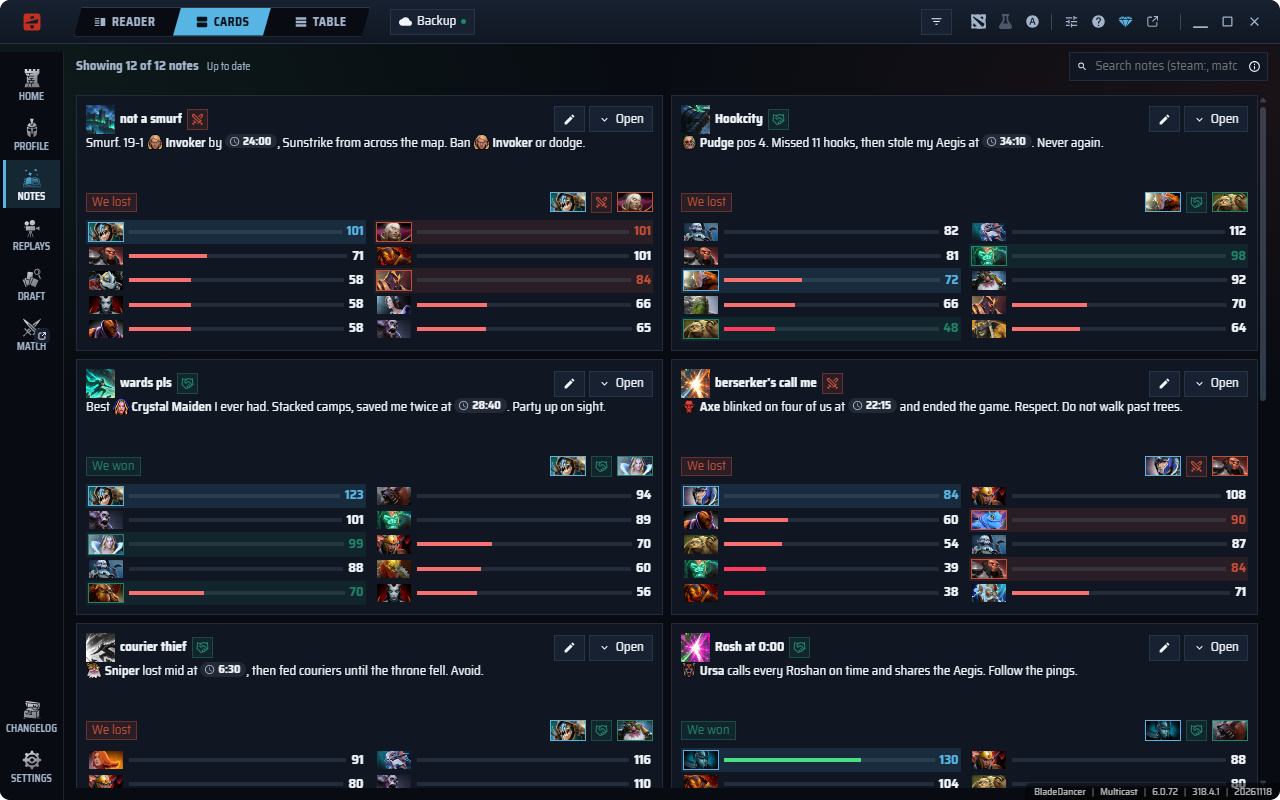 READER
CARDS
TABLE
Backup
A
Showing 12 of 12 notes Up to date
Search notes (steam:, matc
HOME
PROFILE
NOTES
REPLAYS
DRAFT
MATCH
CHANGELOG
SETTINGS
not a smurf
Open
Smurf. 19-1 Invoker by 24:00 , Sunstrike from across the map. Ban Invoker or dodge.
We lost
101 101
71 101
58 84
58 66
58 65
Hookcity
Open
Pudge pos 4. Missed 11 hooks, then stole my Aegis at 34:10 . Never again.
We lost
82 112
81 98
72 92
66 70
48 64
wards pls
Open
Best Crystal Maiden I ever had. Stacked camps, saved me twice at 28:40 . Party up on sight.
We won
123 94
101 89
99 70
88 60
70 56
berserker's call me
Open
Axe blinked on four of us at 22:15 and ended the game. Respect. Do not walk past trees.
We lost
84 108
60 90
54 87
39 84
38 71
courier thief
Open
Sniper lost mid at 6:30 , then fed couriers until the throne fell. Avoid.
We lost
91 116
80 110
Rosh at 0:00
Open
Ursa calls every Roshan on time and shares the Aegis. Follow the pings.
We won
130 88
104 80
BladeDancer | Multicast | 6.0.72 | 318.4.1 | 20261118